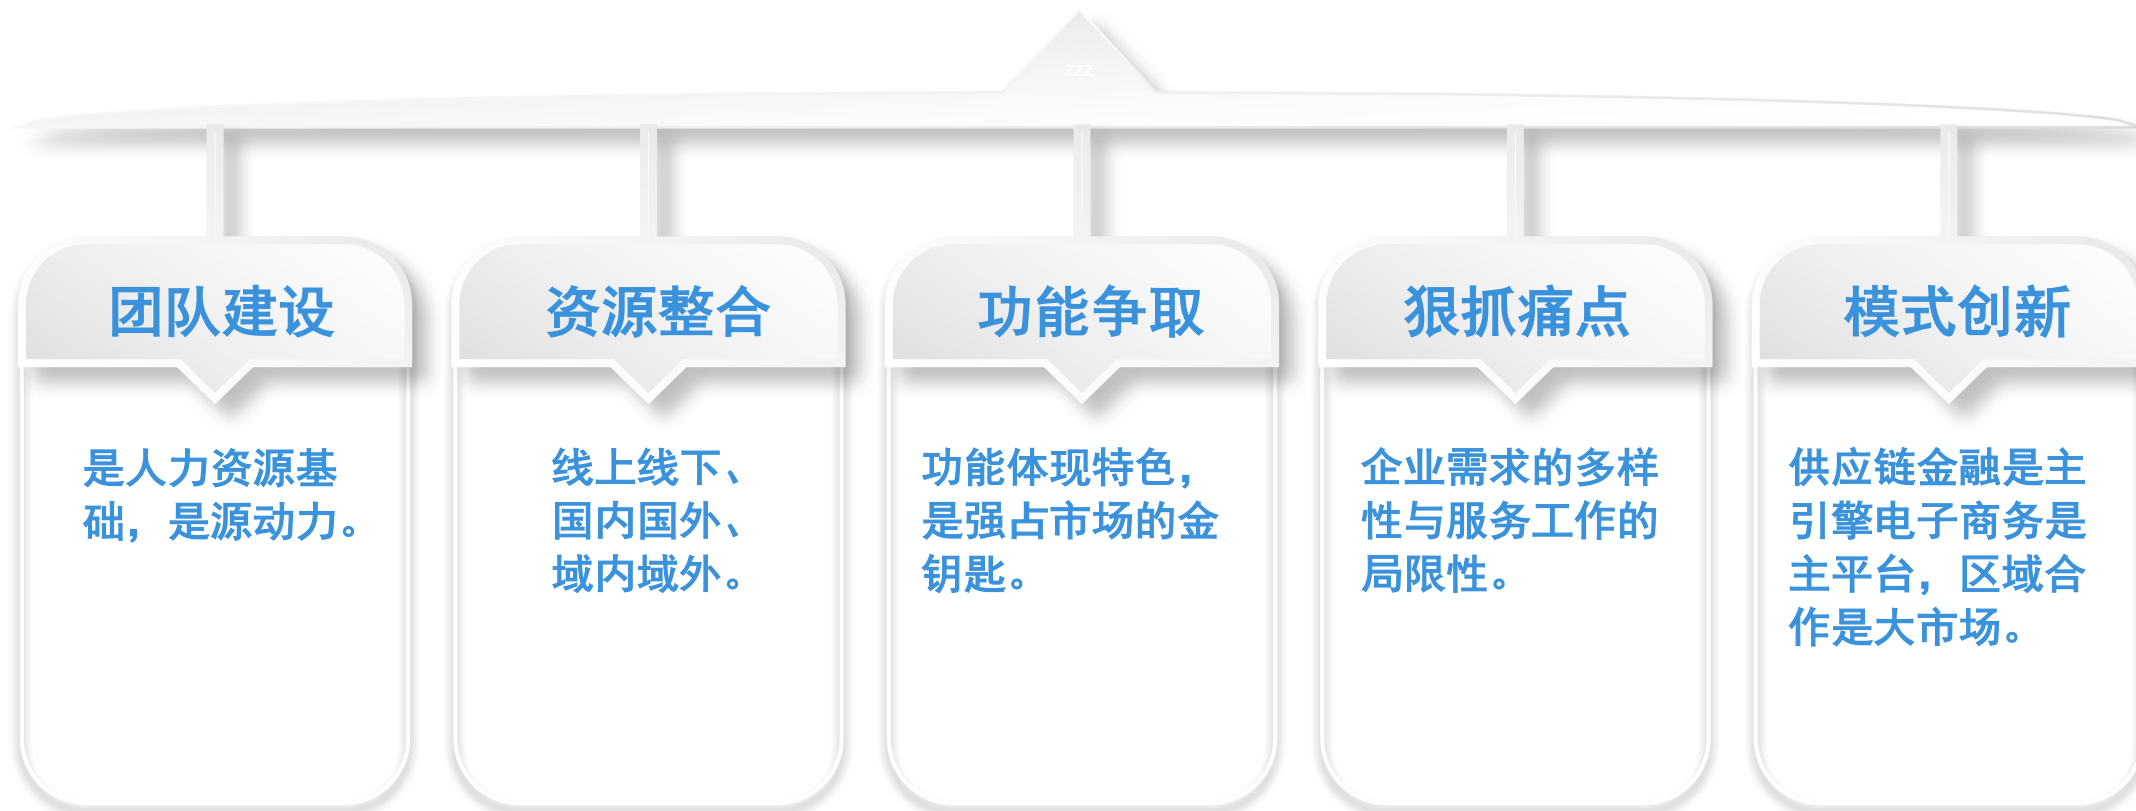 zzz
团队建设
是人力资源基
础，是源动力。
资源整合
线上线下、
国内国外、
域内域外。
功能争取
功能体现特色，
是强占市场的金
钥匙。
狠抓痛点
企业需求的多样
性与服务工作的
局限性。
模式创新
供应链金融是主
引擎电子商务是
主平台，区域合
作是大市场。